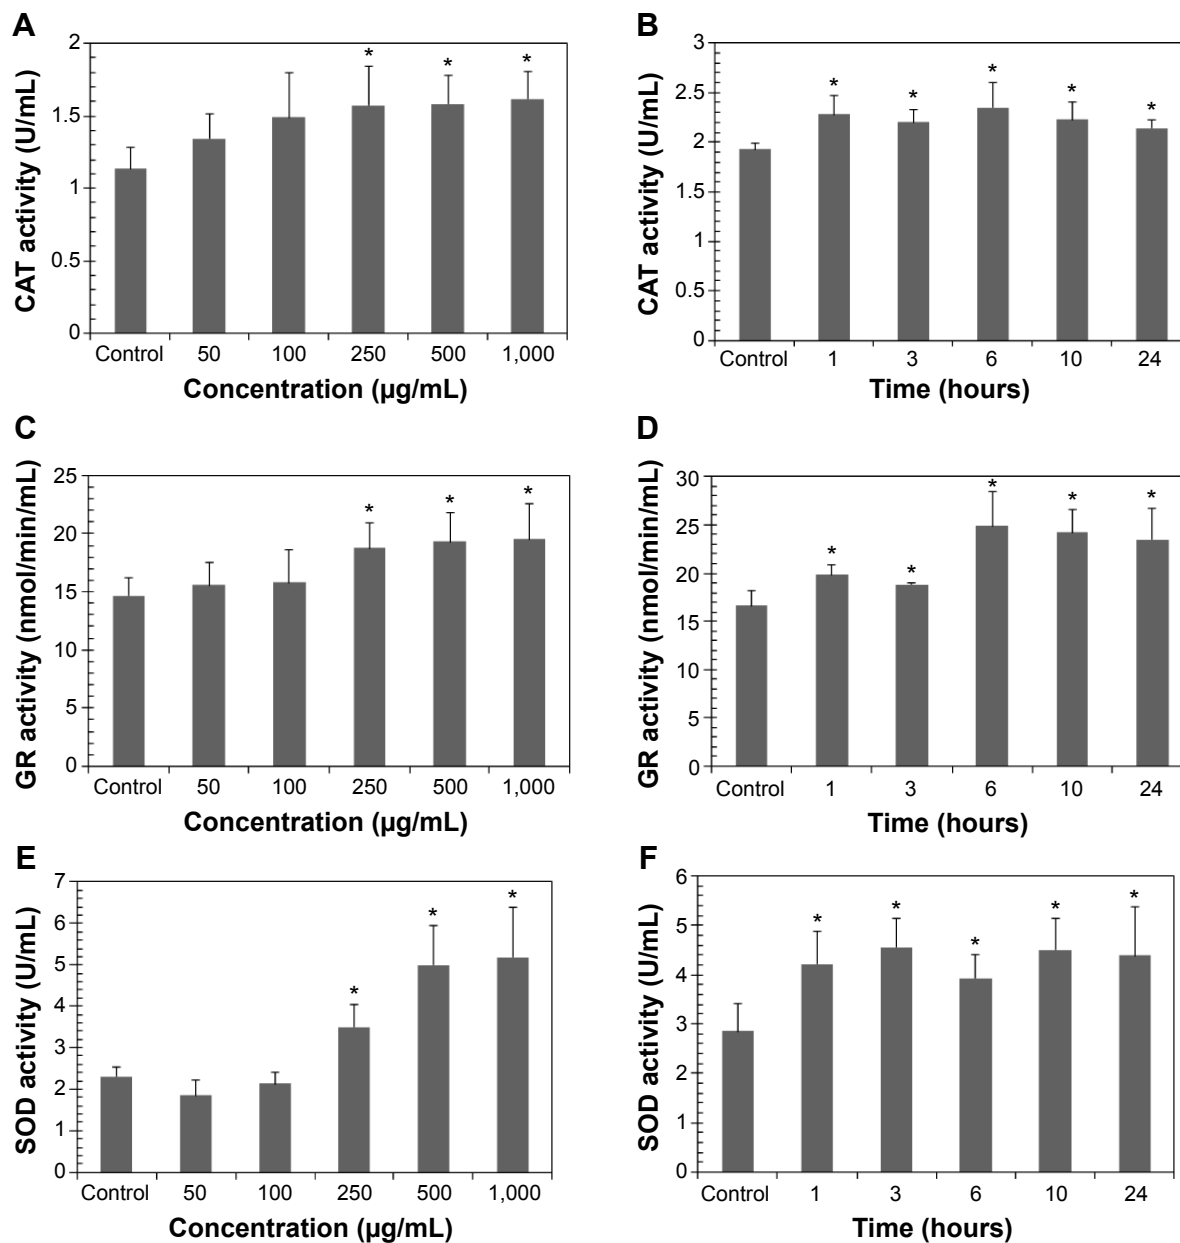 A
CAT activity (U/mL)
2
1.5
1
0.5
0
* * *
Control 50 100 250 500 1,000
Concentration (µg/mL)
B
CAT activity (U/mL)
3
2.5
2
1.5
1
0.5
0
* * * * *
Control 1 3 6 10 24
Time (hours)
C
GR activity (nmol/min/mL)
25
20
15
10
5
0
* * *
Control 50 100 250 500 1,000
Concentration (µg/mL)
D
GR activity (nmol/min/mL)
30
25
20
15
10
5
0
* * * * *
Control 1 3 6 10 24
Time (hours)
E
SOD activity (U/mL)
7
6
5
4
3
2
1
0
* * *
Control 50 100 250 500 1,000
Concentration (µg/mL)
F
SOD activity (U/mL)
6
5
4
3
2
1
0
* * * * *
Control 1 3 6 10 24
Time (hours)